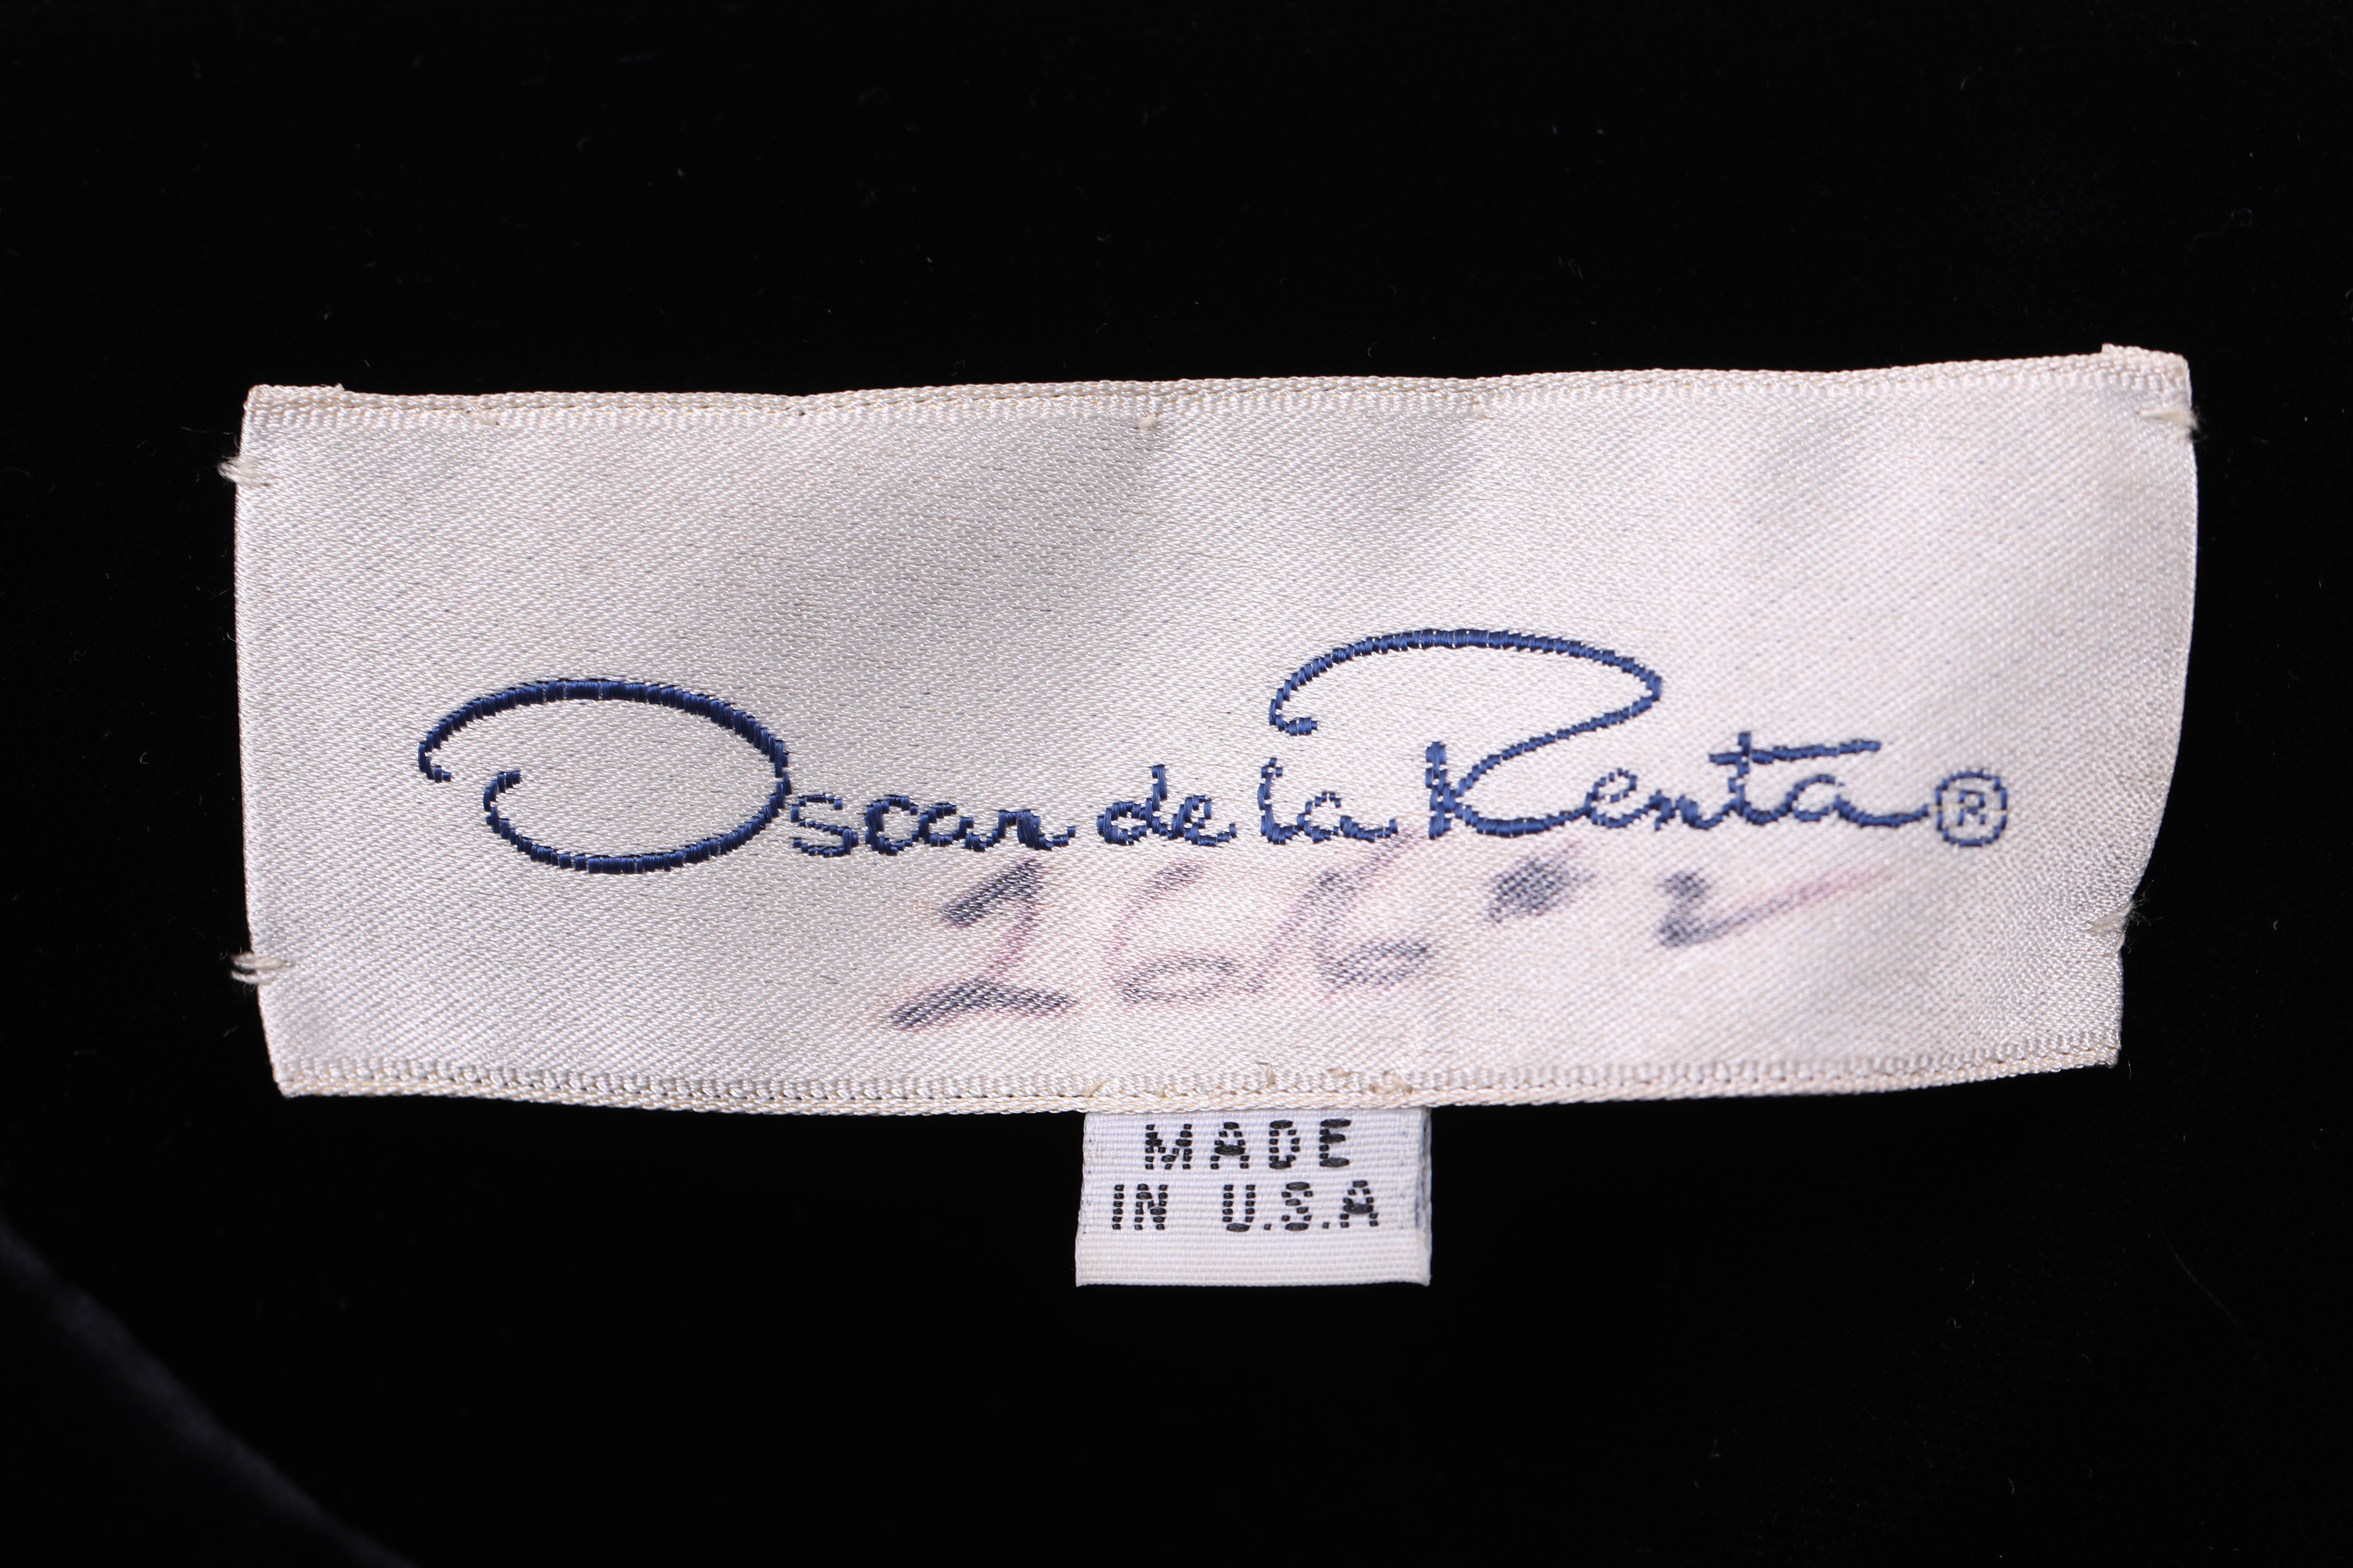 Oscar de la Renta®
MADE
IN U.S.A